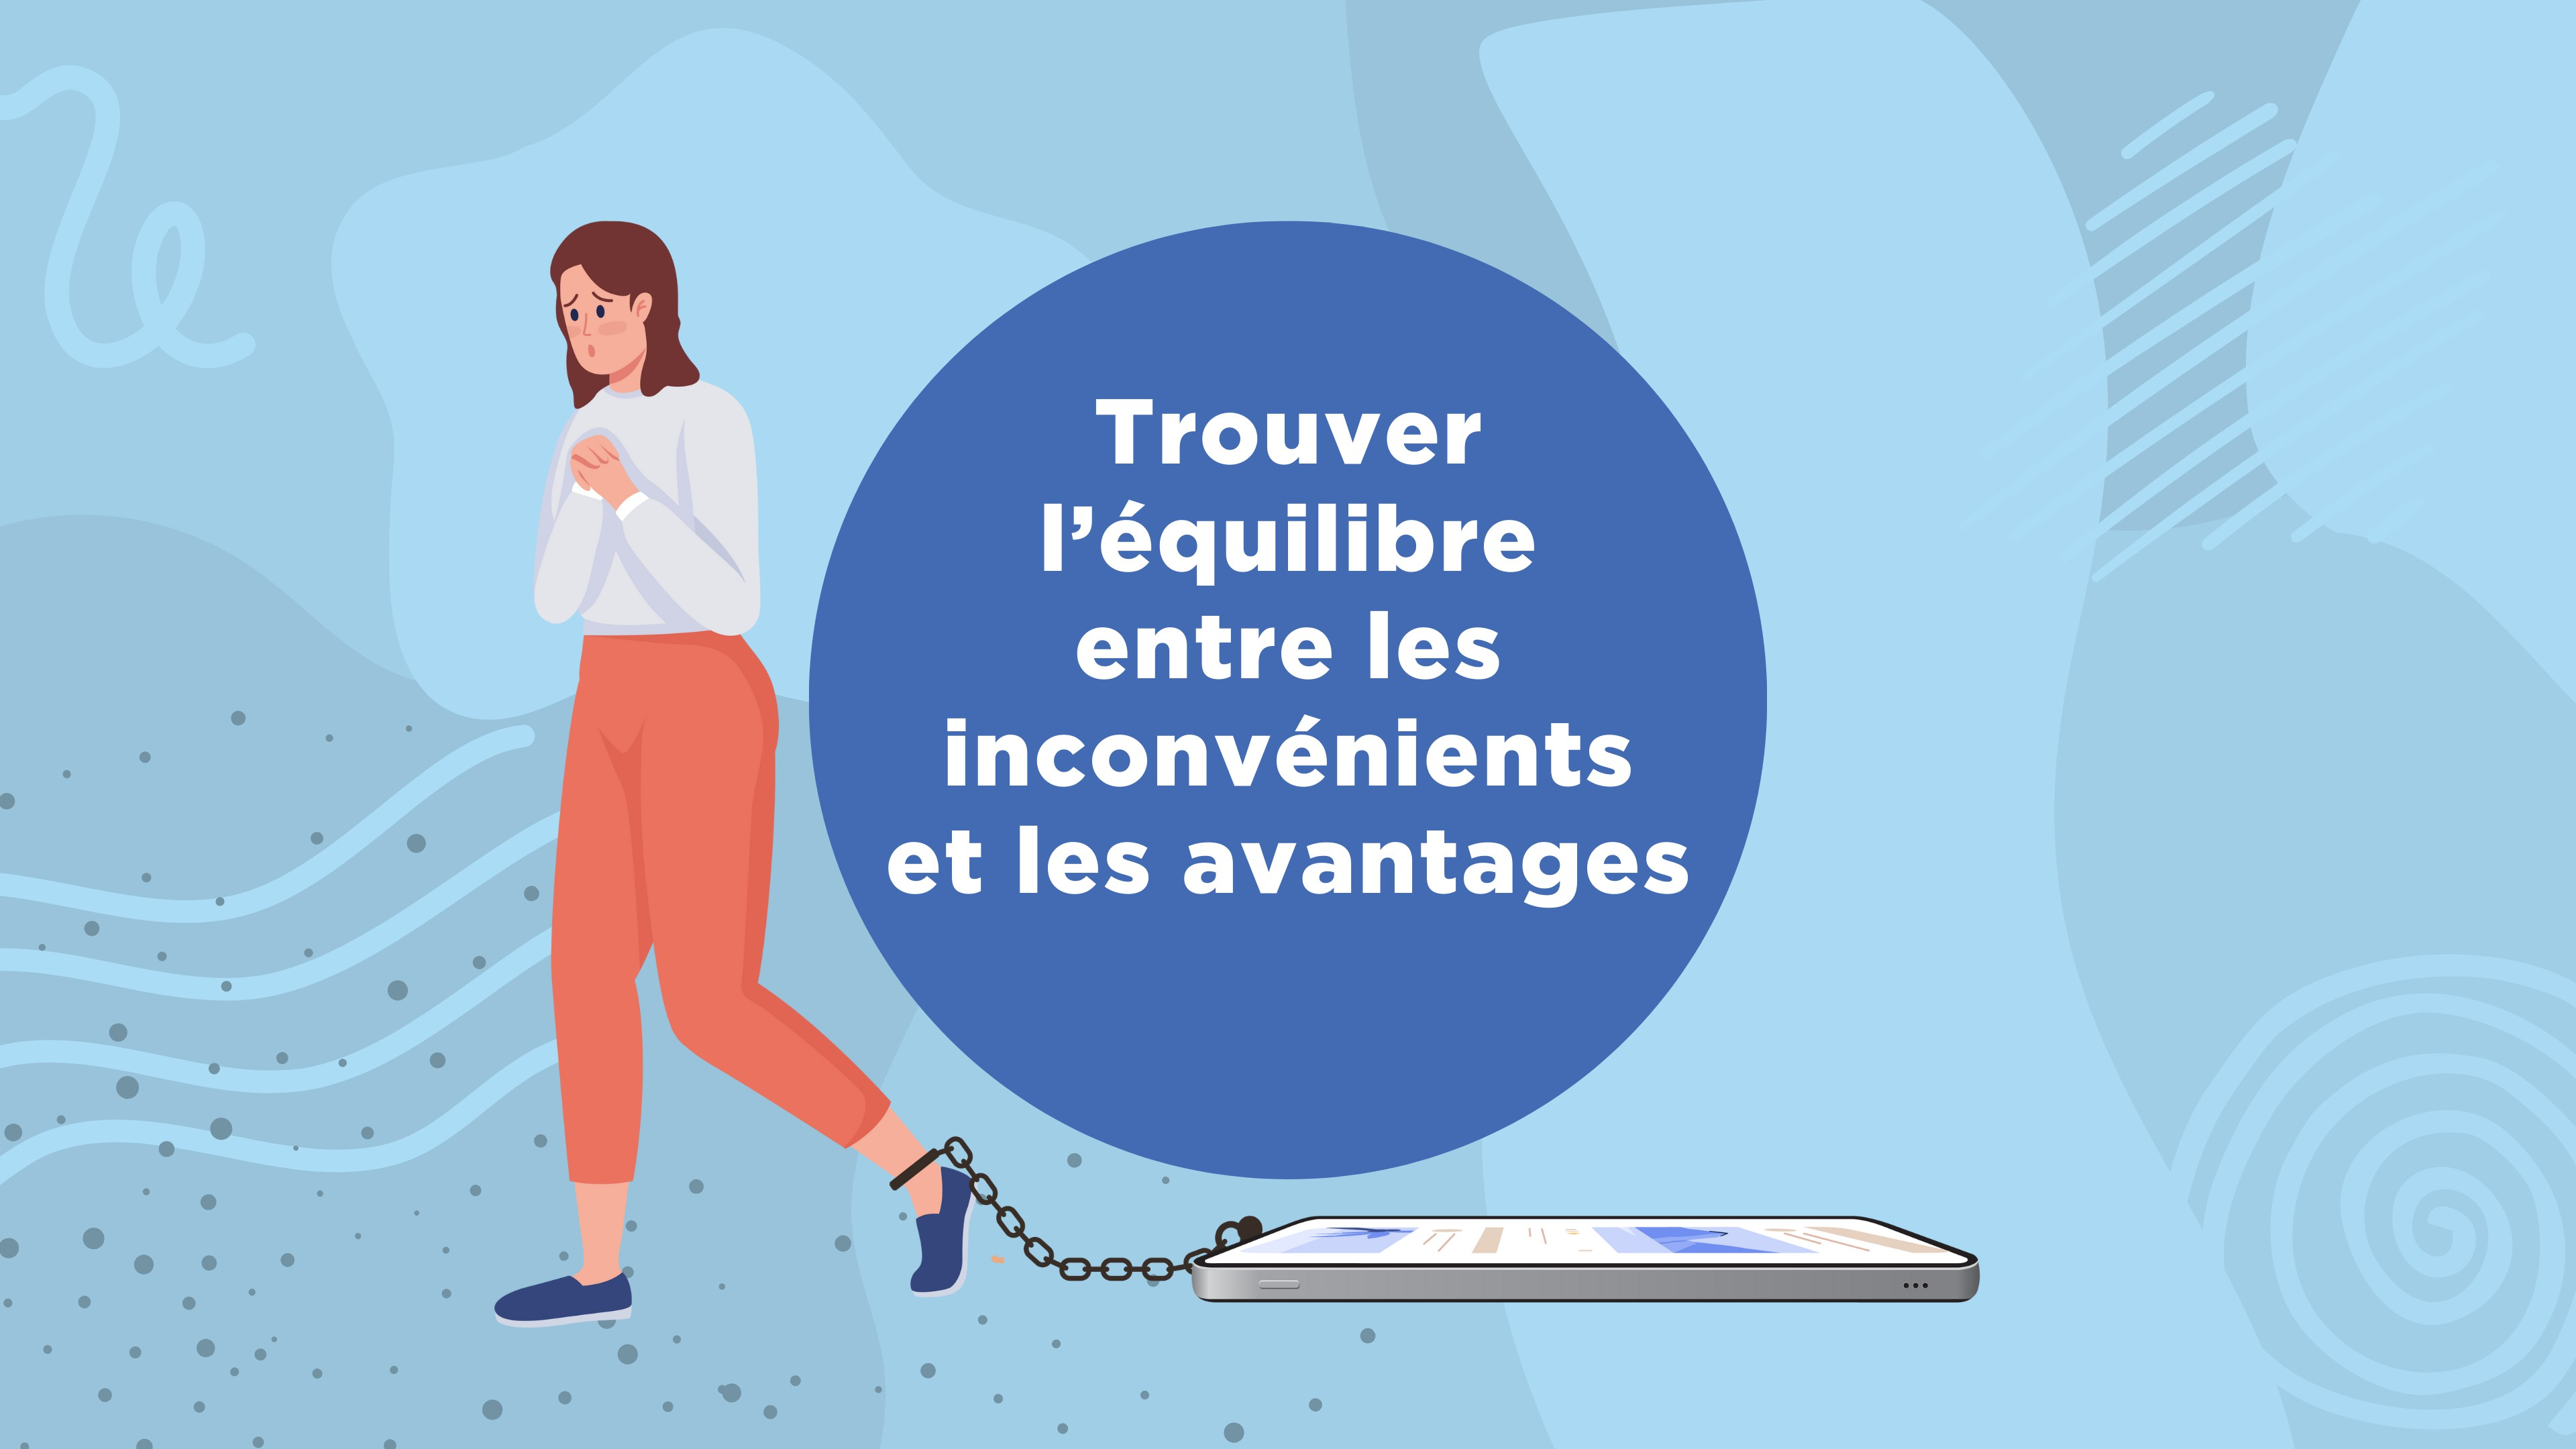 Trouver
l’équilibre
entre les
inconvénients
et les avantages